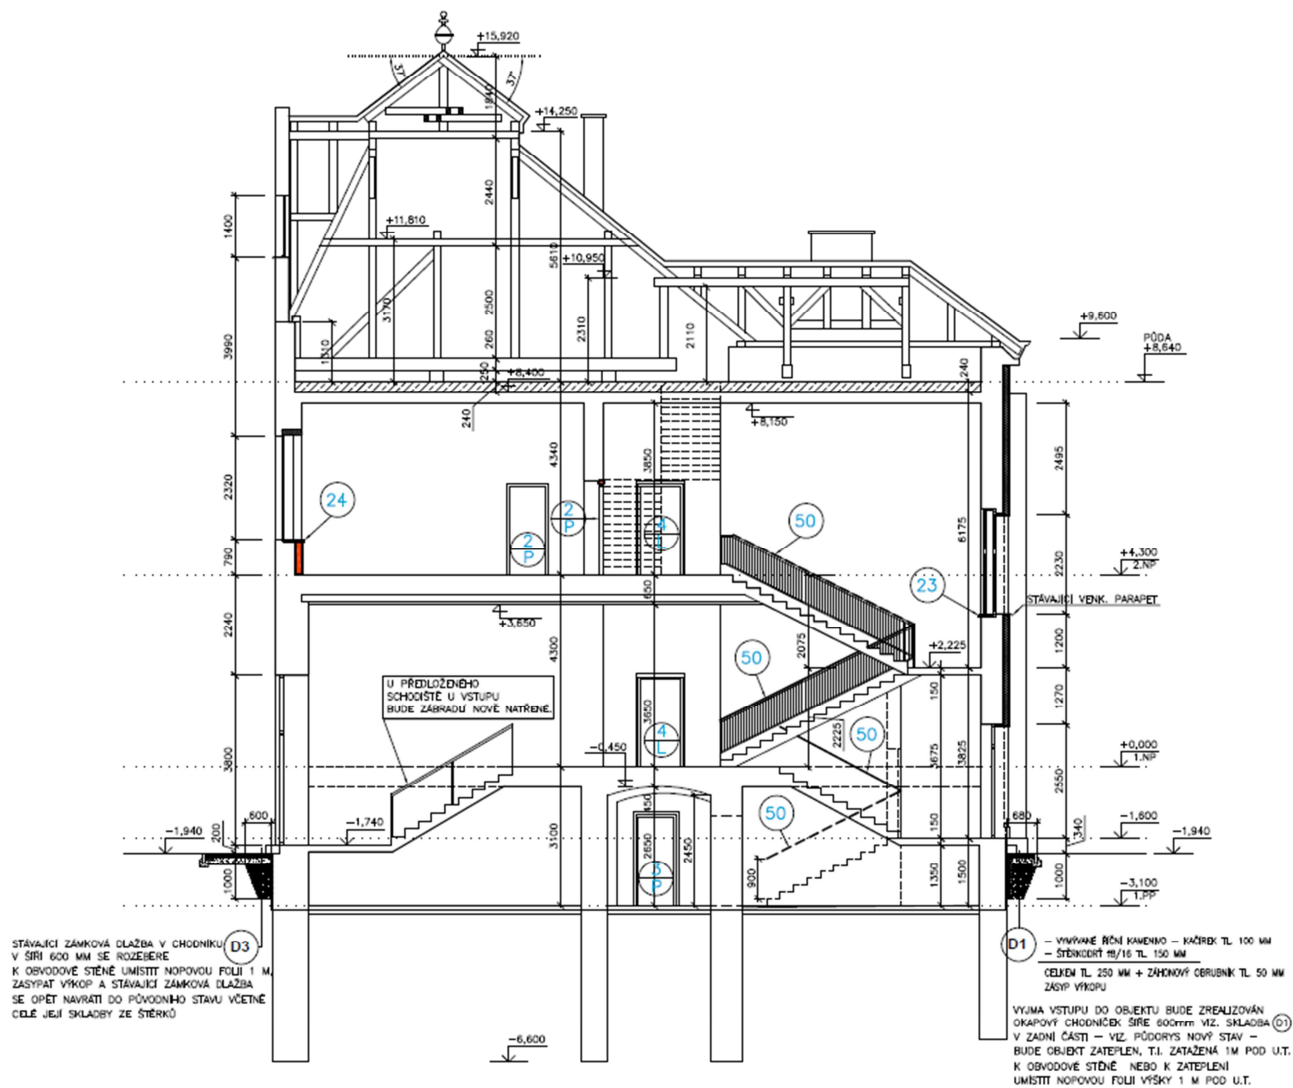 +15,920
37°
37°
1840
+14,250
1400
2440
+11,810
5610
+10,950
3170
2500
2310
2110
3990
1310
260
250
+9,600
PŮDA
+8,640
+8,400
240
240
+8,150
2320
4340
3850
2495
24
2
P
2
P
4
50
6175
790
2230
+4,300
2.NP
23
STÁVAJÍCÍ VENK. PARAPET
650
+3,650
2240
4300
2075
1200
+2,225
50
U PŘEDLOŽENÉHO
SCHODIŠTĚ U VSTUPU
BUDE ZÁBRADLÍ NOVĚ NATŘENÉ.
150
1270
3650
4
L
2225
50
-0,450
+0,000
1.NP
3800
3675
3825
2550
450
50
600
-1,940
200
-1,740
3100
2650
2450
150
680
340
-1,600
-1,940
1000
3
P
900
1350
1500
1000
-3,100
1.PP
STÁVAJÍCÍ ZÁMKOVÁ DLAŽBA V CHODNÍKU
V ŠÍŘI 600 MM SE ROZEBERE
K OBVODOVÉ STĚNĚ UMÍSTIT NOPOVOU FOLII 1 M,
ZASYPAT VÝKOP A STÁVAJÍCÍ ZÁMKOVÁ DLAŽBA
SE OPĚT NAVRÁTÍ DO PŮVODNÍHO STAVU VČETNĚ
CELÉ JEJÍ SKLADBY ZE ŠTĚRKŮ
D3
D1
- VYMÝVANÉ ŘÍČNÍ KAMENIVO - KAČÍREK TL. 100 MM
- ŠTĚRKODRŤ 18/16 TL. 150 MM
CELKEM TL. 250 MM + ZÁHONOVÝ OBRUBNÍK TL. 50 MM
ZÁSYP VÝKOPU
VYJMA VSTUPU DO OBJEKTU BUDE ZREALIZOVÁN
OKAPOVÝ CHODNÍČEK ŠÍŘE 600mm VIZ. SKLADBA D1
V ZADNÍ ČÁSTI - VIZ. PŮDORYS NOVÝ STAV -
BUDE OBJEKT ZATEPLEN, T.I. ZATAŽENÁ 1M POD U.T.
K OBVODOVÉ STĚNĚ NEBO K ZATEPLENÍ
UMÍSTIT NOPOVOU FOLII VÝŠKY 1 M POD U.T.
-6,600